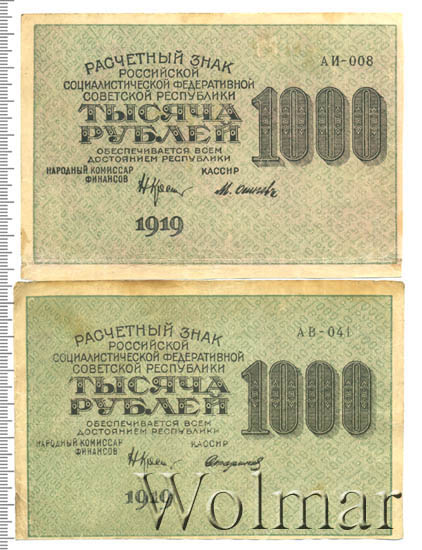 РАСЧЕТНЫЙ ЗНАК
РОССИЙСКОЙ
СОЦИАЛИСТИЧЕСКОЙ ФЕДЕРАТИВНОЙ
СОВЕТСКОЙ РЕСПУБЛИКИ
ТЫСЯЧА
РУБЛЕЙ
ОБЕСПЕЧИВАЕТСЯ ВСЕМ
ДОСТОЯНИЕМ РЕСПУБЛИКИ
НАРОДНЫЙ КОМИССАР
ФИНАНСОВ
КАССИР
1919
АИ-008
1000
РАСЧЕТНЫЙ ЗНАК
РОССИЙСКОЙ
СОЦИАЛИСТИЧЕСКОЙ ФЕДЕРАТИВНОЙ
СОВЕТСКОЙ РЕСПУБЛИКИ
ТЫСЯЧА
РУБЛЕЙ
ОБЕСПЕЧИВАЕТСЯ ВСЕМ
ДОСТОЯНИЕМ РЕСПУБЛИКИ
НАРОДНЫЙ КОМИССАР
ФИНАНСОВ
КАССИР
1919
АВ-041
1000
Wolmar